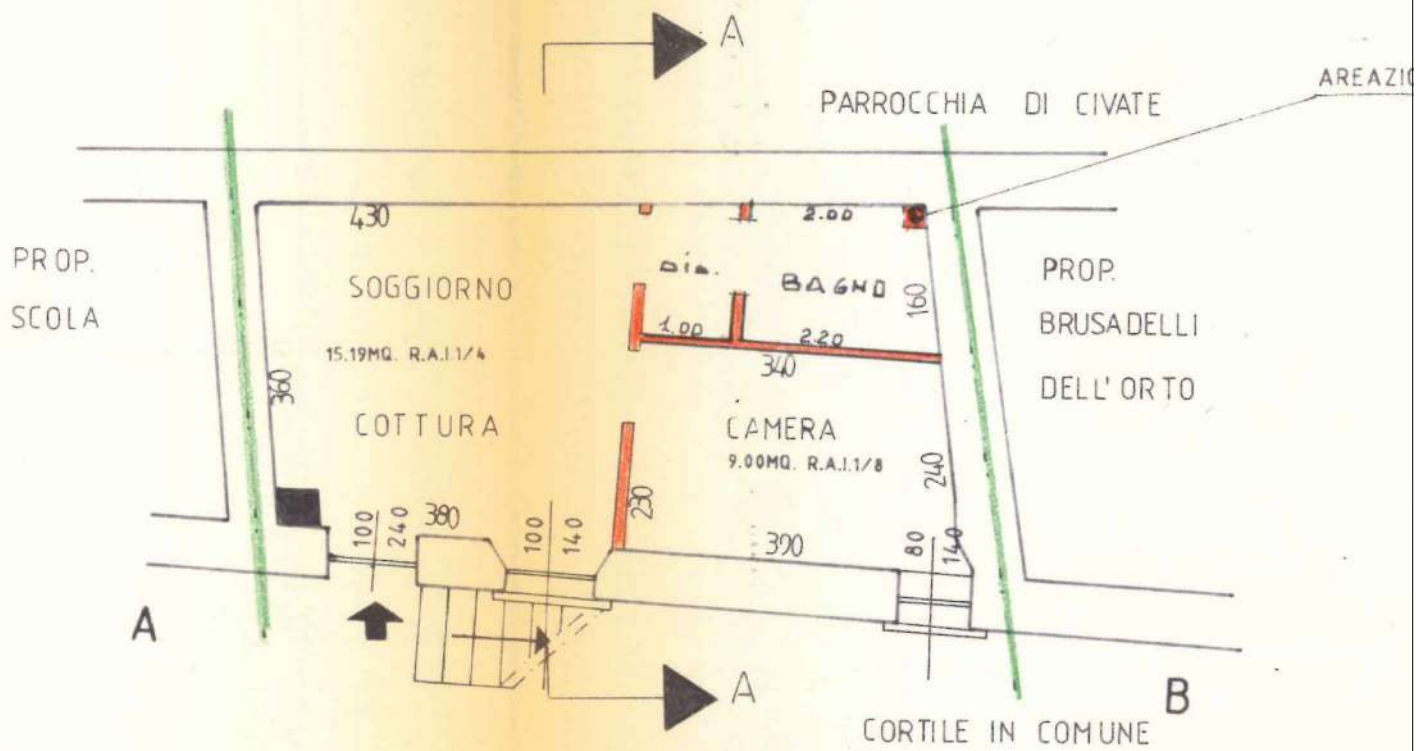 A
PARROCCHIA DI CIVATE
AREAZIO
430
2.00
PROP.
SCOLA
SOGGIORNO
Dis.
BAGNO
160
PROP.
BRUSADELLI
DELL'ORTO
15.19MQ. R.A.I.1/4
1.00
2.20
340
360
COTTURA
CAMERA
9.00MQ. R.A.I.1/8
240
230
380
100
240
100
140
390
80
140
A
A
B
CORTILE IN COMUNE